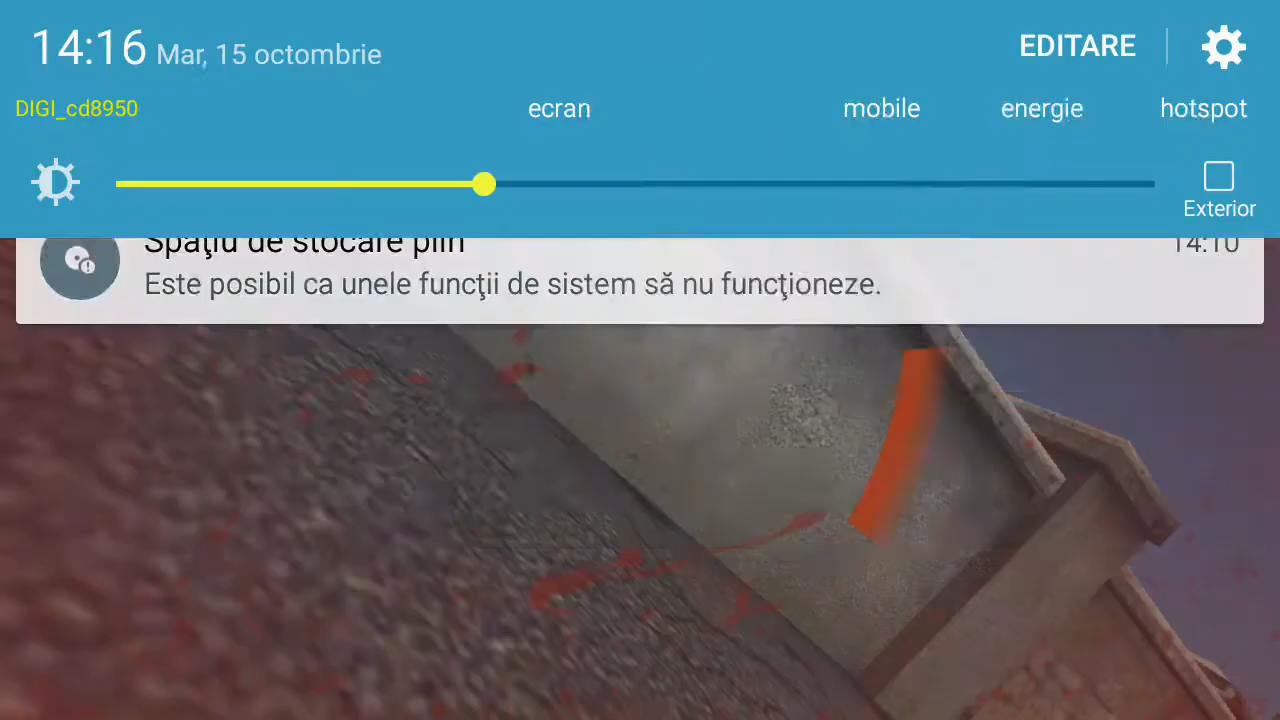 14:16 Mar, 15 octombrie EDITARE
DIGI_cd8950 ecran mobile energie hotspot
Exterior
Spaţiu de stocare plin 14:10
Este posibil ca unele funcţii de sistem să nu funcţioneze.